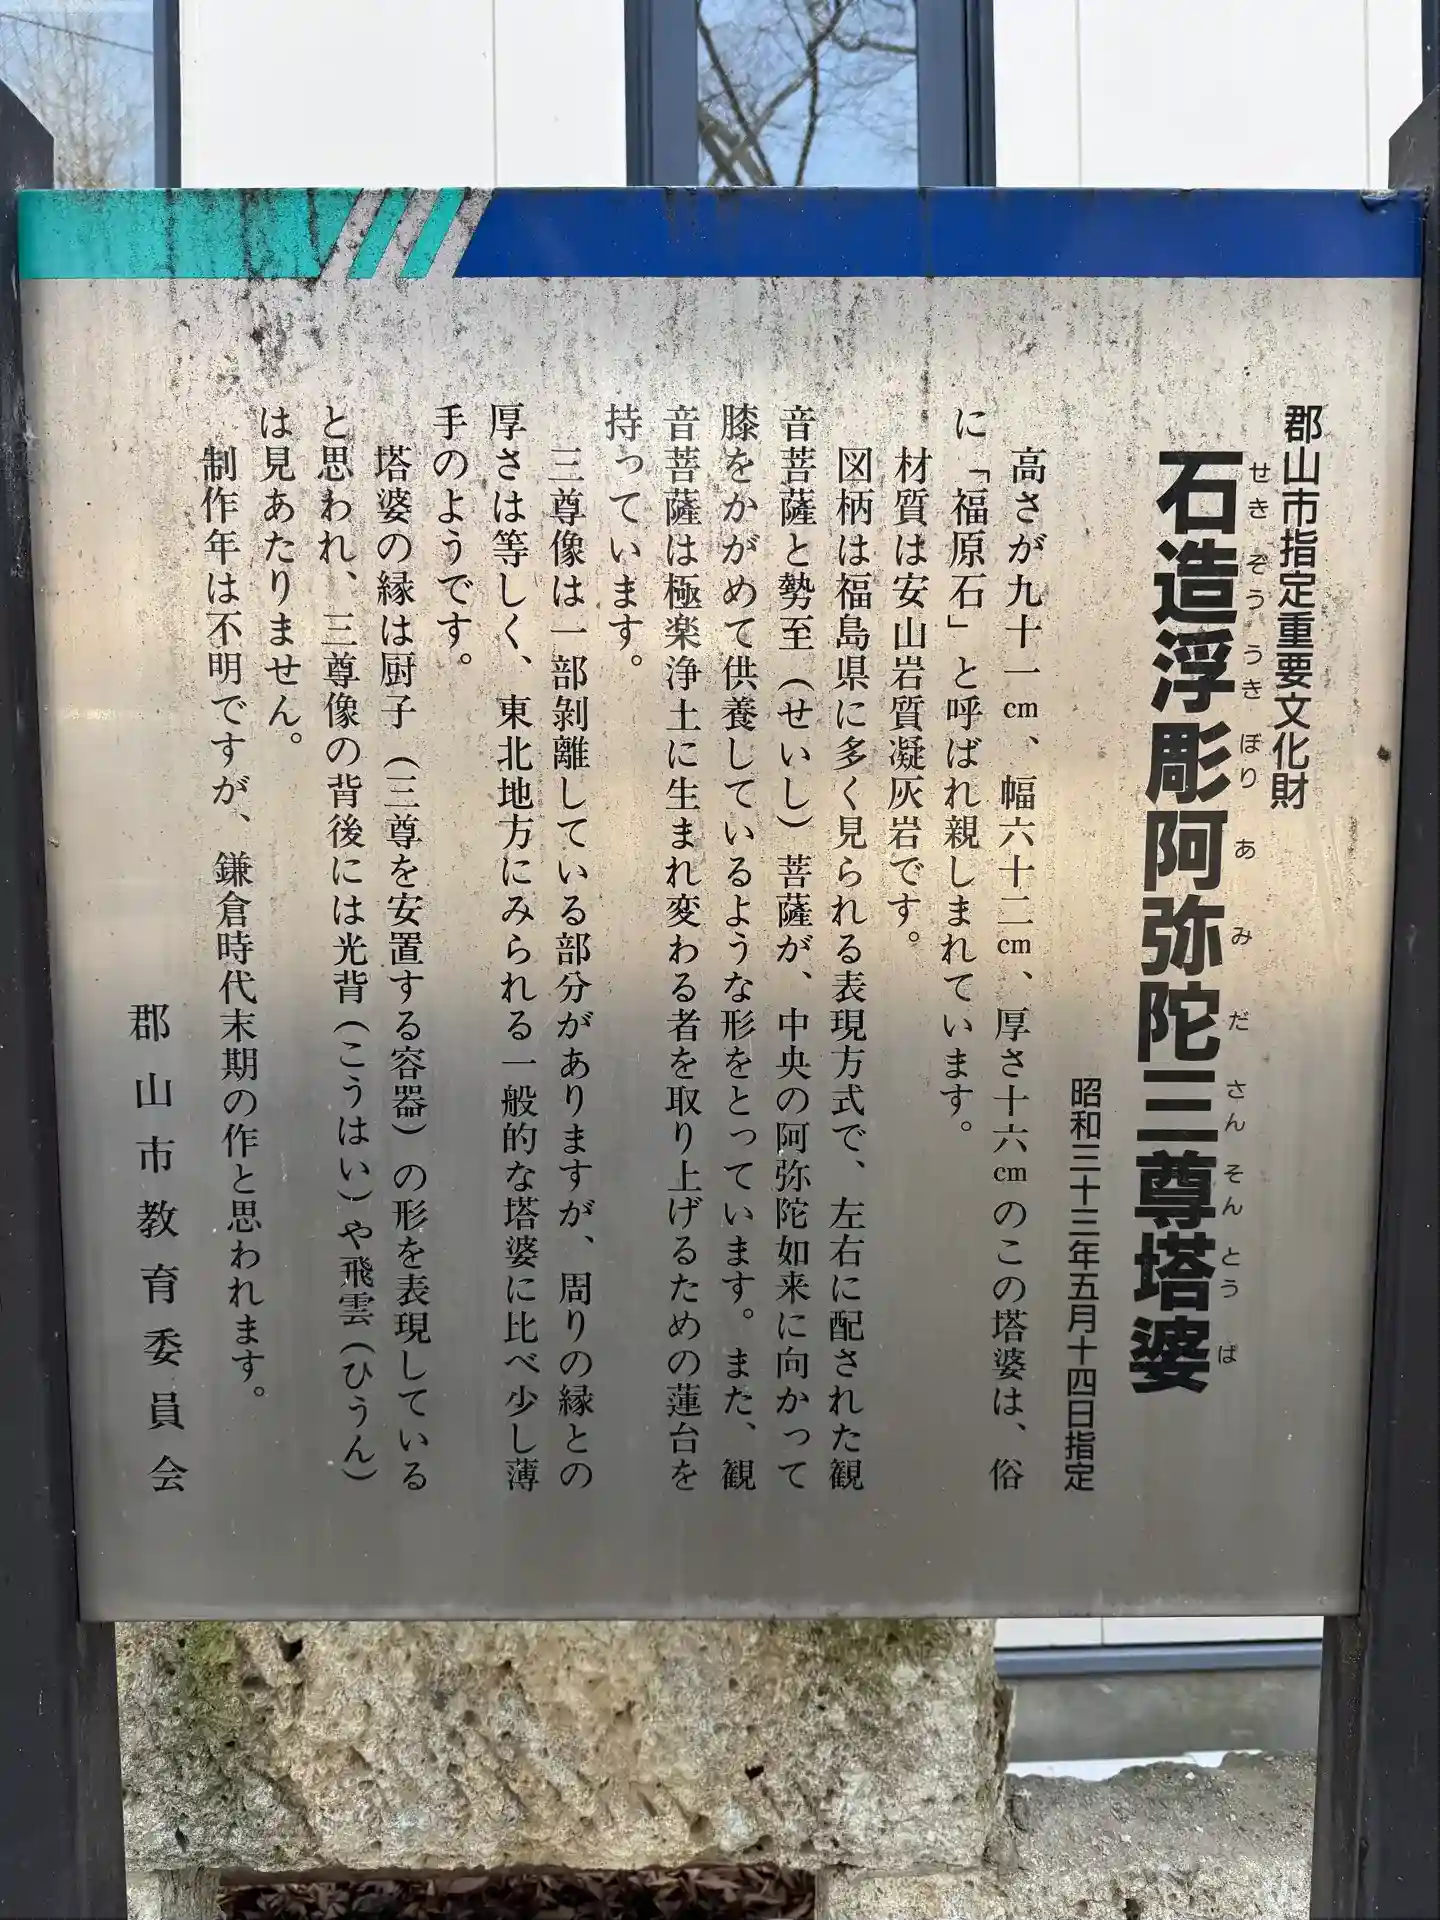 郡山市指定重要文化財
石造浮彫阿弥陀三尊塔婆
せきぞううきぼりあみださんそんとうば
昭和三十三年五月十四日指定
高さが九十一㎝、幅六十二㎝、厚さ十六㎝のこの塔婆は、俗
に「福原石」と呼ばれ親しまれています。
材質は安山岩質凝灰岩です。
図柄は福島県に多く見られる表現方式で、左右に配された観
音菩薩と勢至（せいし）菩薩が、中央の阿弥陀如来に向かって
膝をかがめて供養しているような形をとっています。また、観
音菩薩は極楽浄土に生まれ変わる者を取り上げるための蓮台を
持っています。
三尊像は一部剝離している部分がありますが、周りの縁との
厚さは等しく、東北地方にみられる一般的な塔婆に比べ少し薄
手のようです。
塔婆の縁は厨子（三尊を安置する容器）の形を表現している
と思われ、三尊像の背後には光背（こうはい）や飛雲（ひうん）
は見あたりません。
制作年は不明ですが、鎌倉時代末期の作と思われます。
郡山市教育委員会